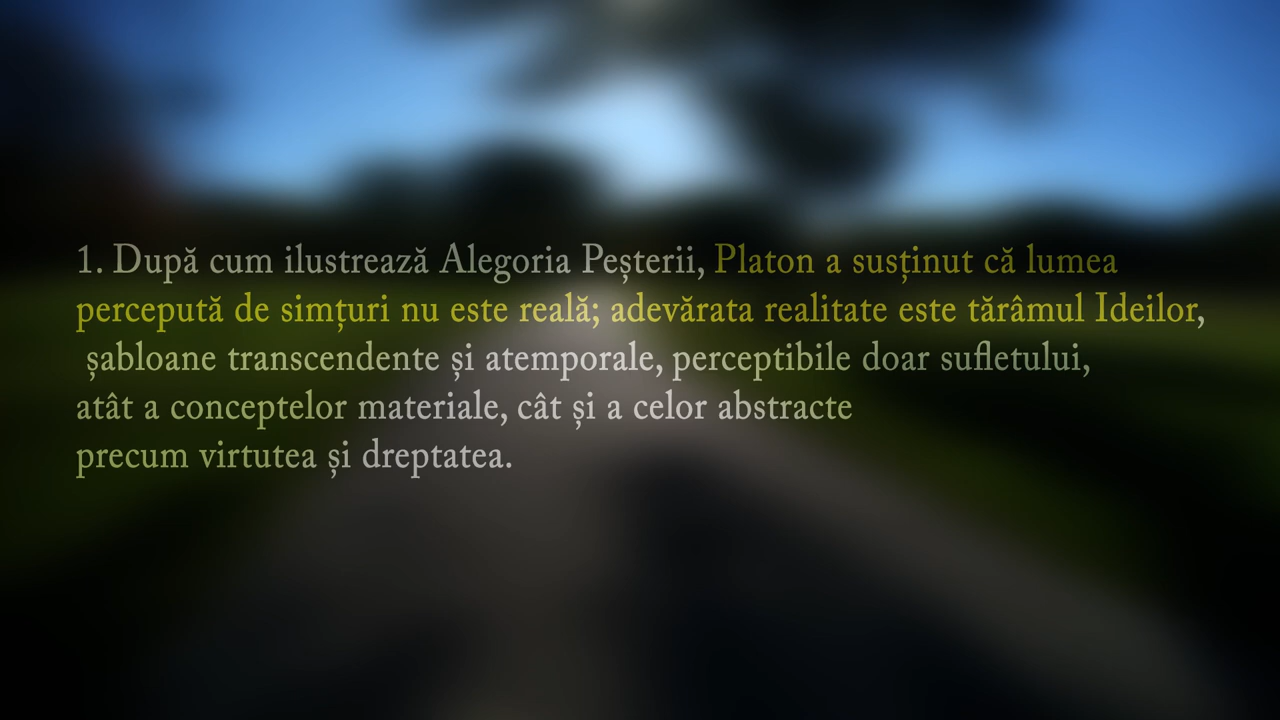 1. După cum ilustrează Alegoria Peșterii, Platon a susținut că lumea
percepută de simțuri nu este reală; adevărata realitate este tărâmul Ideilor,
șabloane transcendente și atemporale, perceptibile doar sufletului,
atât a conceptelor materiale, cât și a celor abstracte
precum virtutea și dreptatea.